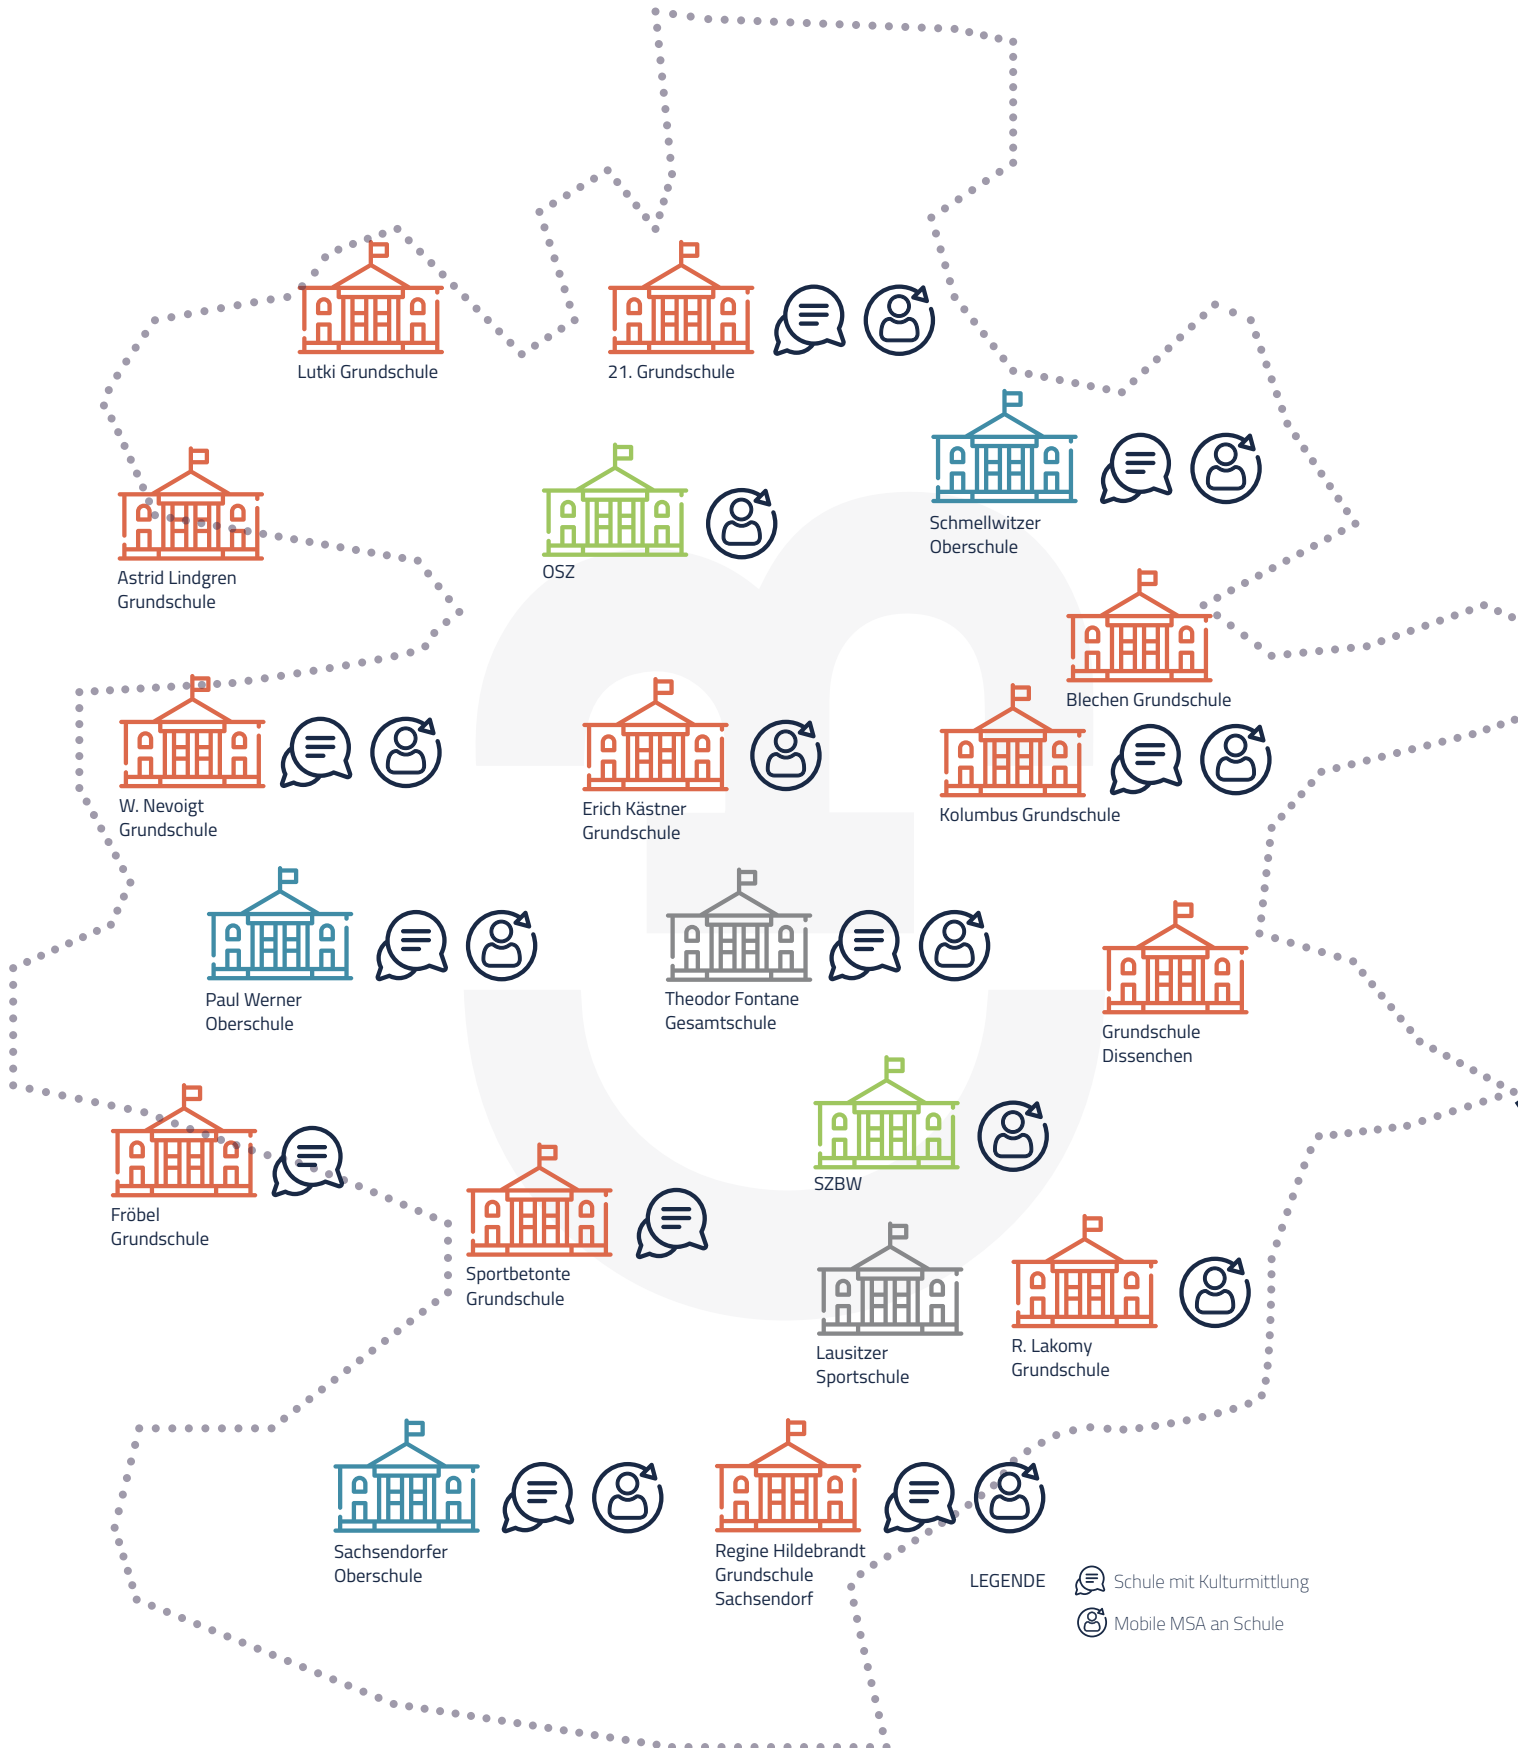 Lutki Grundschule
21. Grundschule
Schmellwitzer
Oberschule
Astrid Lindgren
Grundschule
OSZ
Blechen Grundschule
W. Nevoigt
Grundschule
Erich Kästner
Grundschule
Kolumbus Grundschule
Paul Werner
Oberschule
Theodor Fontane
Gesamtschule
Grundschule
Dissenchen
Fröbel
Grundschule
SZBW
Sportbetonte
Grundschule
Lausitzer
Sportschule
R. Lakomy
Grundschule
Sachsendorfer
Oberschule
Regine Hildebrandt
Grundschule
Sachsendorf
LEGENDE
Schule mit Kulturmittlung
Mobile MSA an Schule